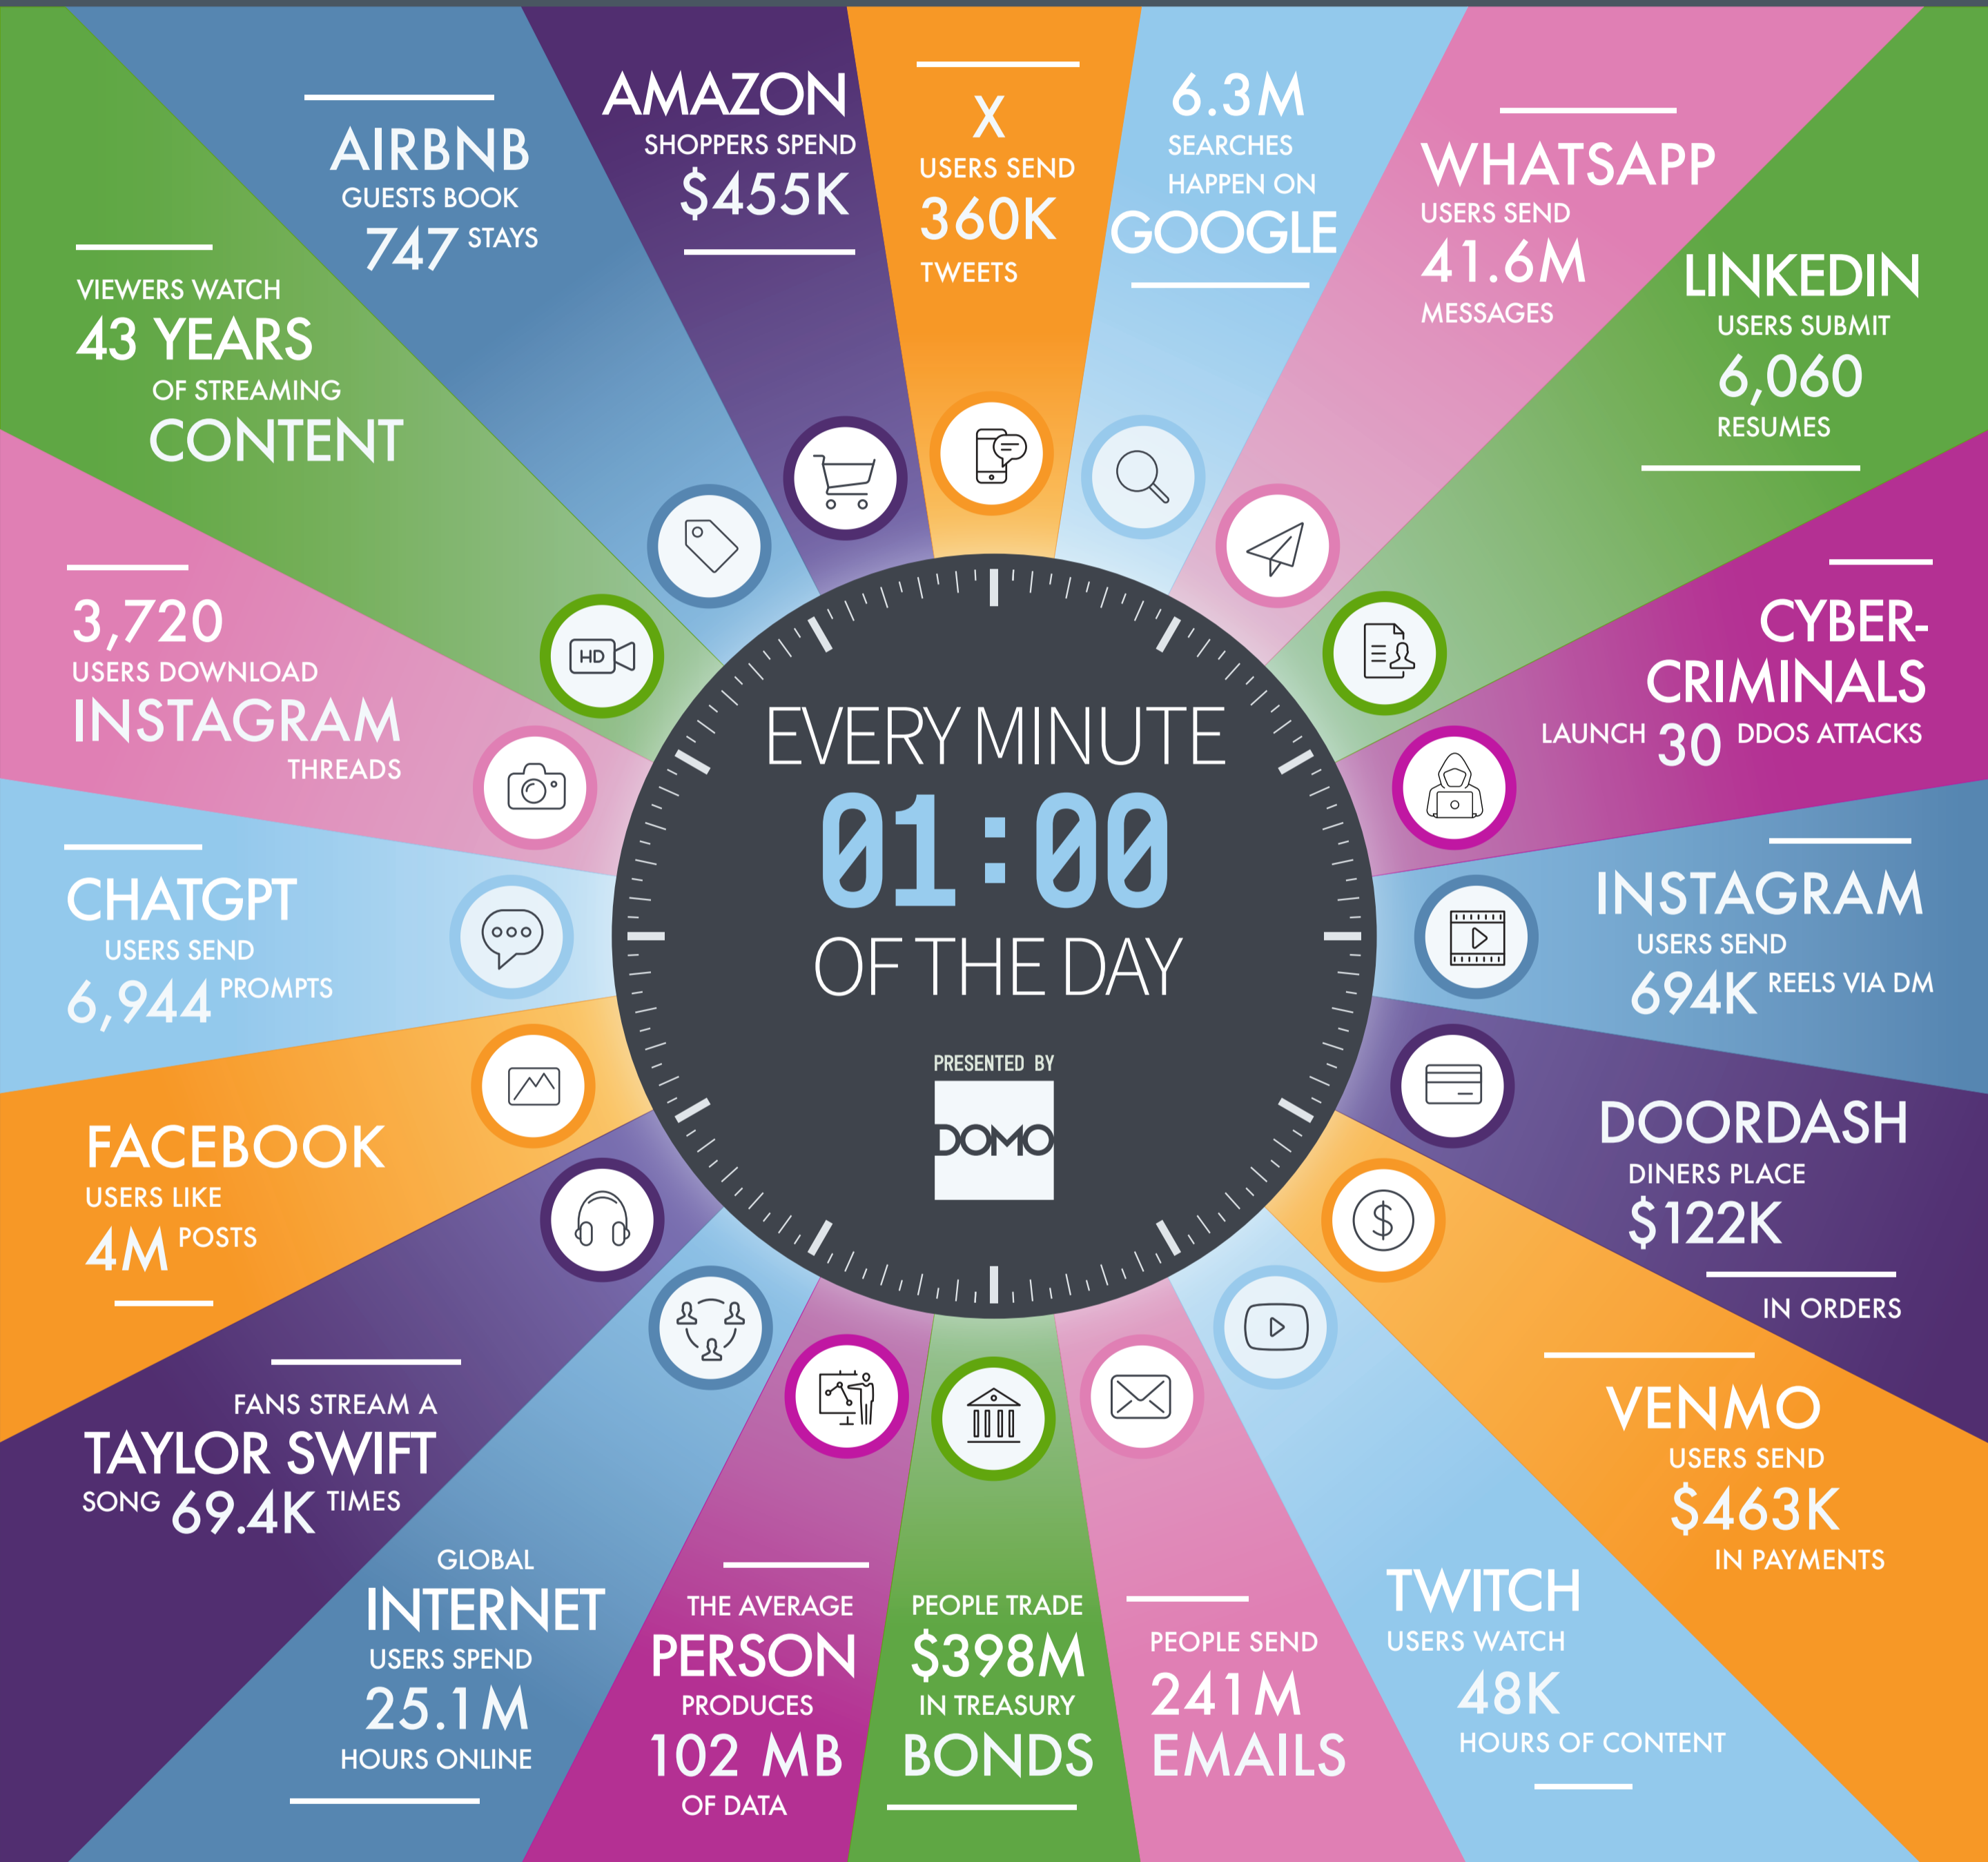 X
USERS SEND
360K
TWEETS
6.3M
SEARCHES
HAPPEN ON
GOOGLE
WHATSAPP
USERS SEND
41.6M
MESSAGES
LINKEDIN
USERS SUBMIT
6,060
RESUMES
CYBER-
CRIMINALS
LAUNCH 30 DDOS ATTACKS
INSTAGRAM
USERS SEND
694K REELS VIA DM
DOORDASH
DINERS PLACE
$122K
IN ORDERS
VENMO
USERS SEND
$463K
IN PAYMENTS
TWITCH
USERS WATCH
48K
HOURS OF CONTENT
PEOPLE SEND
241M
EMAILS
PEOPLE TRADE
$398M
IN TREASURY
BONDS
THE AVERAGE
PERSON
PRODUCES
102 MB
OF DATA
GLOBAL
INTERNET
USERS SPEND
25.1M
HOURS ONLINE
FANS STREAM A
TAYLOR SWIFT
SONG 69.4K TIMES
FACEBOOK
USERS LIKE
4M POSTS
CHATGPT
USERS SEND
6,944 PROMPTS
3,720
USERS DOWNLOAD
INSTAGRAM
THREADS
VIEWERS WATCH
43 YEARS
OF STREAMING
CONTENT
AIRBNB
GUESTS BOOK
747 STAYS
AMAZON
SHOPPERS SPEND
$455K
HD
$
EVERY MINUTE
01:00
OF THE DAY
PRESENTED BY
DOMO